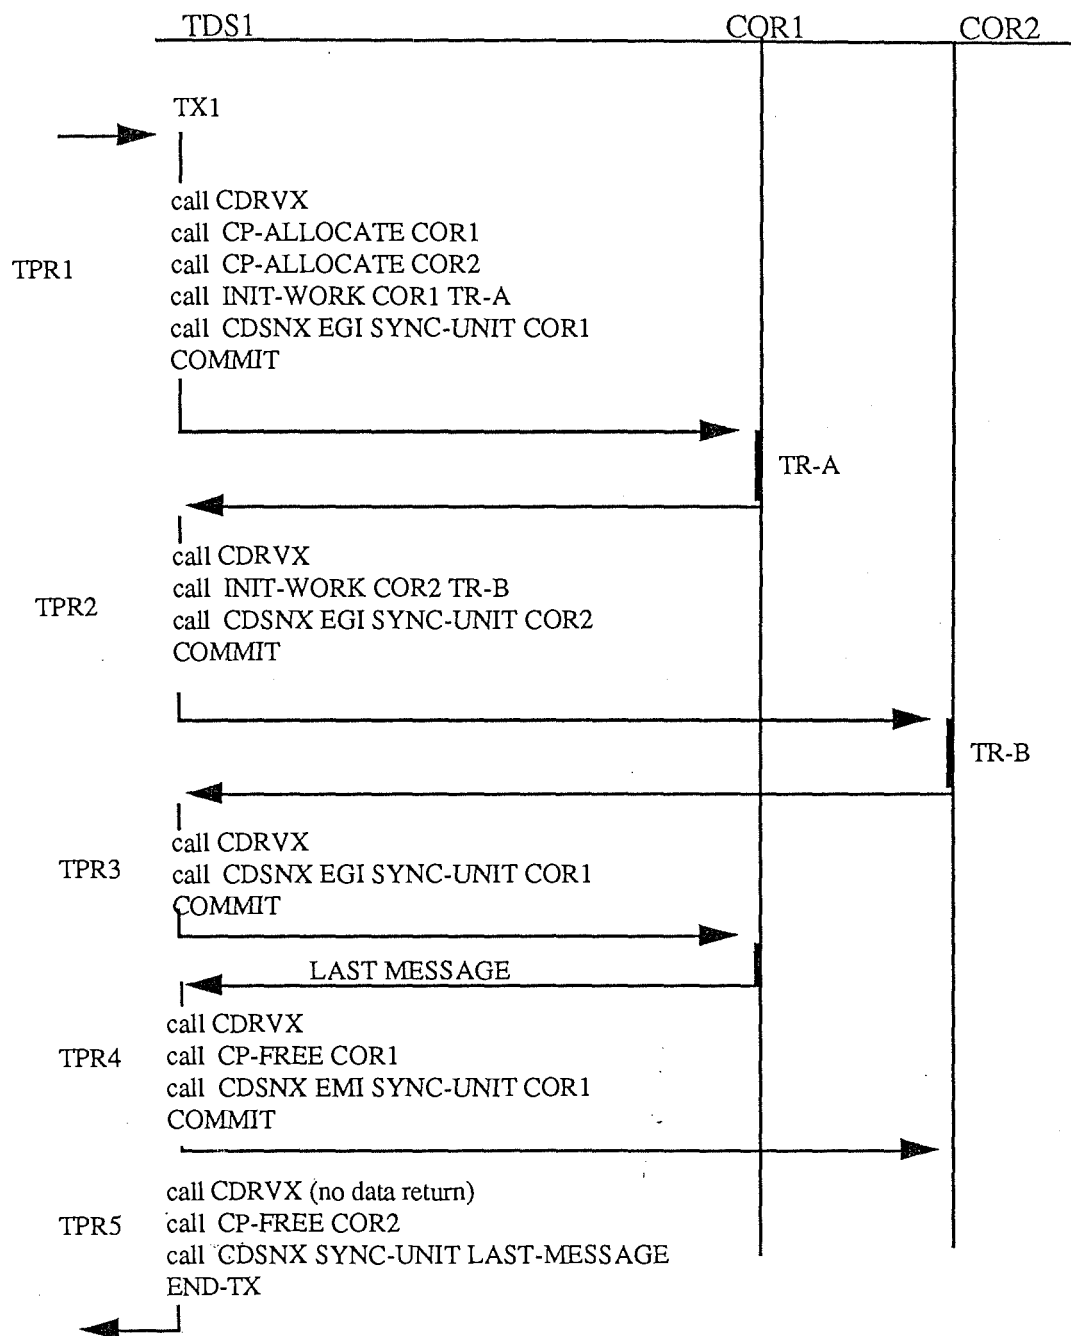 TDS1 COR1 COR2
TX1
TPR1
call CDRVX
call CP-ALLOCATE COR1
call CP-ALLOCATE COR2
call INIT-WORK COR1 TR-A
call CDSNX EGI SYNC-UNIT COR1
COMMIT
TR-A
TPR2
call CDRVX
call INIT-WORK COR2 TR-B
call CDSNX EGI SYNC-UNIT COR2
COMMIT
TR-B
TPR3
call CDRVX
call CDSNX EGI SYNC-UNIT COR1
COMMIT
LAST MESSAGE
TPR4
call CDRVX
call CP-FREE COR1
call CDSNX EMI SYNC-UNIT COR1
COMMIT
TPR5
call CDRVX (no data return)
call CP-FREE COR2
call CDSNX SYNC-UNIT LAST-MESSAGE
END-TX